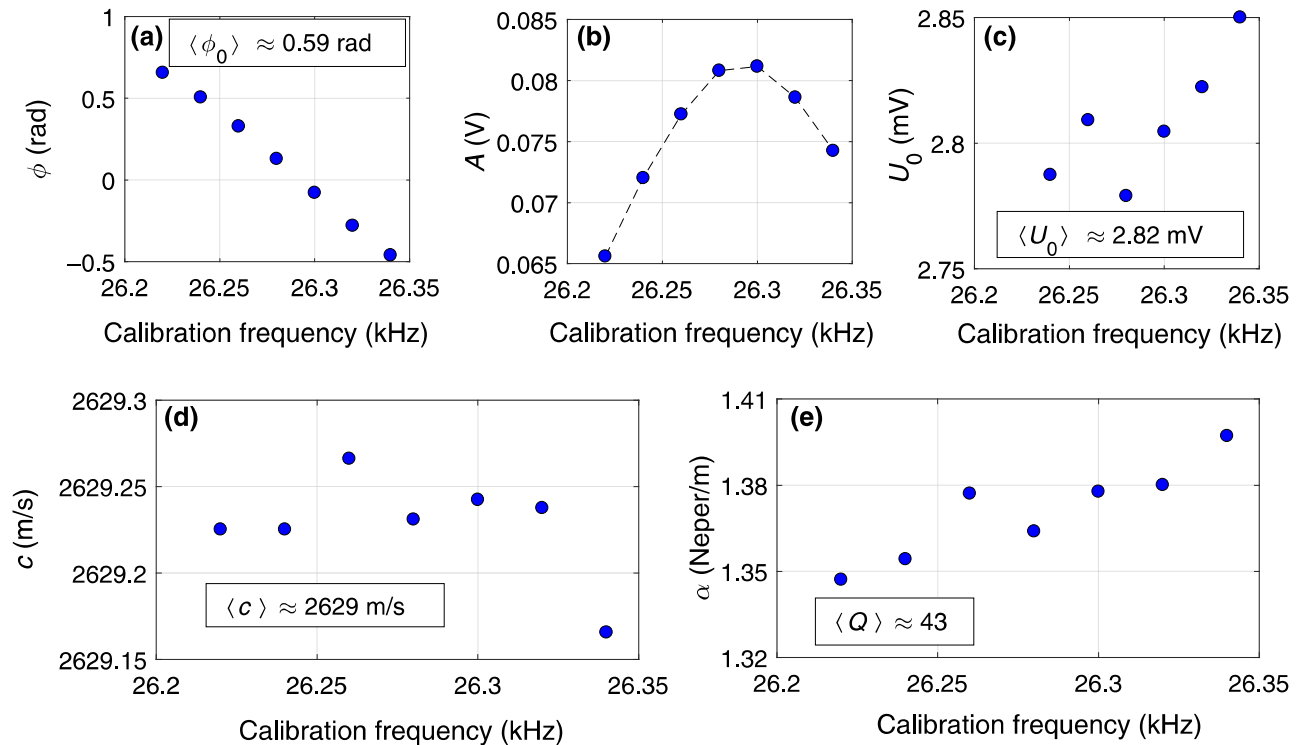 (a)
⟨ϕ₀⟩ ≈ 0.59 rad
1
0.5
0
−0.5
ϕ (rad)
26.2 26.25 26.3 26.35
Calibration frequency (kHz)
(b)
0.085
0.08
0.075
0.07
0.065
A (V)
26.2 26.25 26.3 26.35
Calibration frequency (kHz)
(c)
2.85
2.8
2.75
U₀ (mV)
⟨U₀⟩ ≈ 2.82 mV
26.2 26.25 26.3 26.35
Calibration frequency (kHz)
(d)
2629.3
2629.25
2629.2
2629.15
c (m/s)
⟨c⟩ ≈ 2629 m/s
26.2 26.25 26.3 26.35
Calibration frequency (kHz)
(e)
1.41
1.38
1.35
1.32
α (Neper/m)
⟨Q⟩ ≈ 43
26.2 26.25 26.3 26.35
Calibration frequency (kHz)